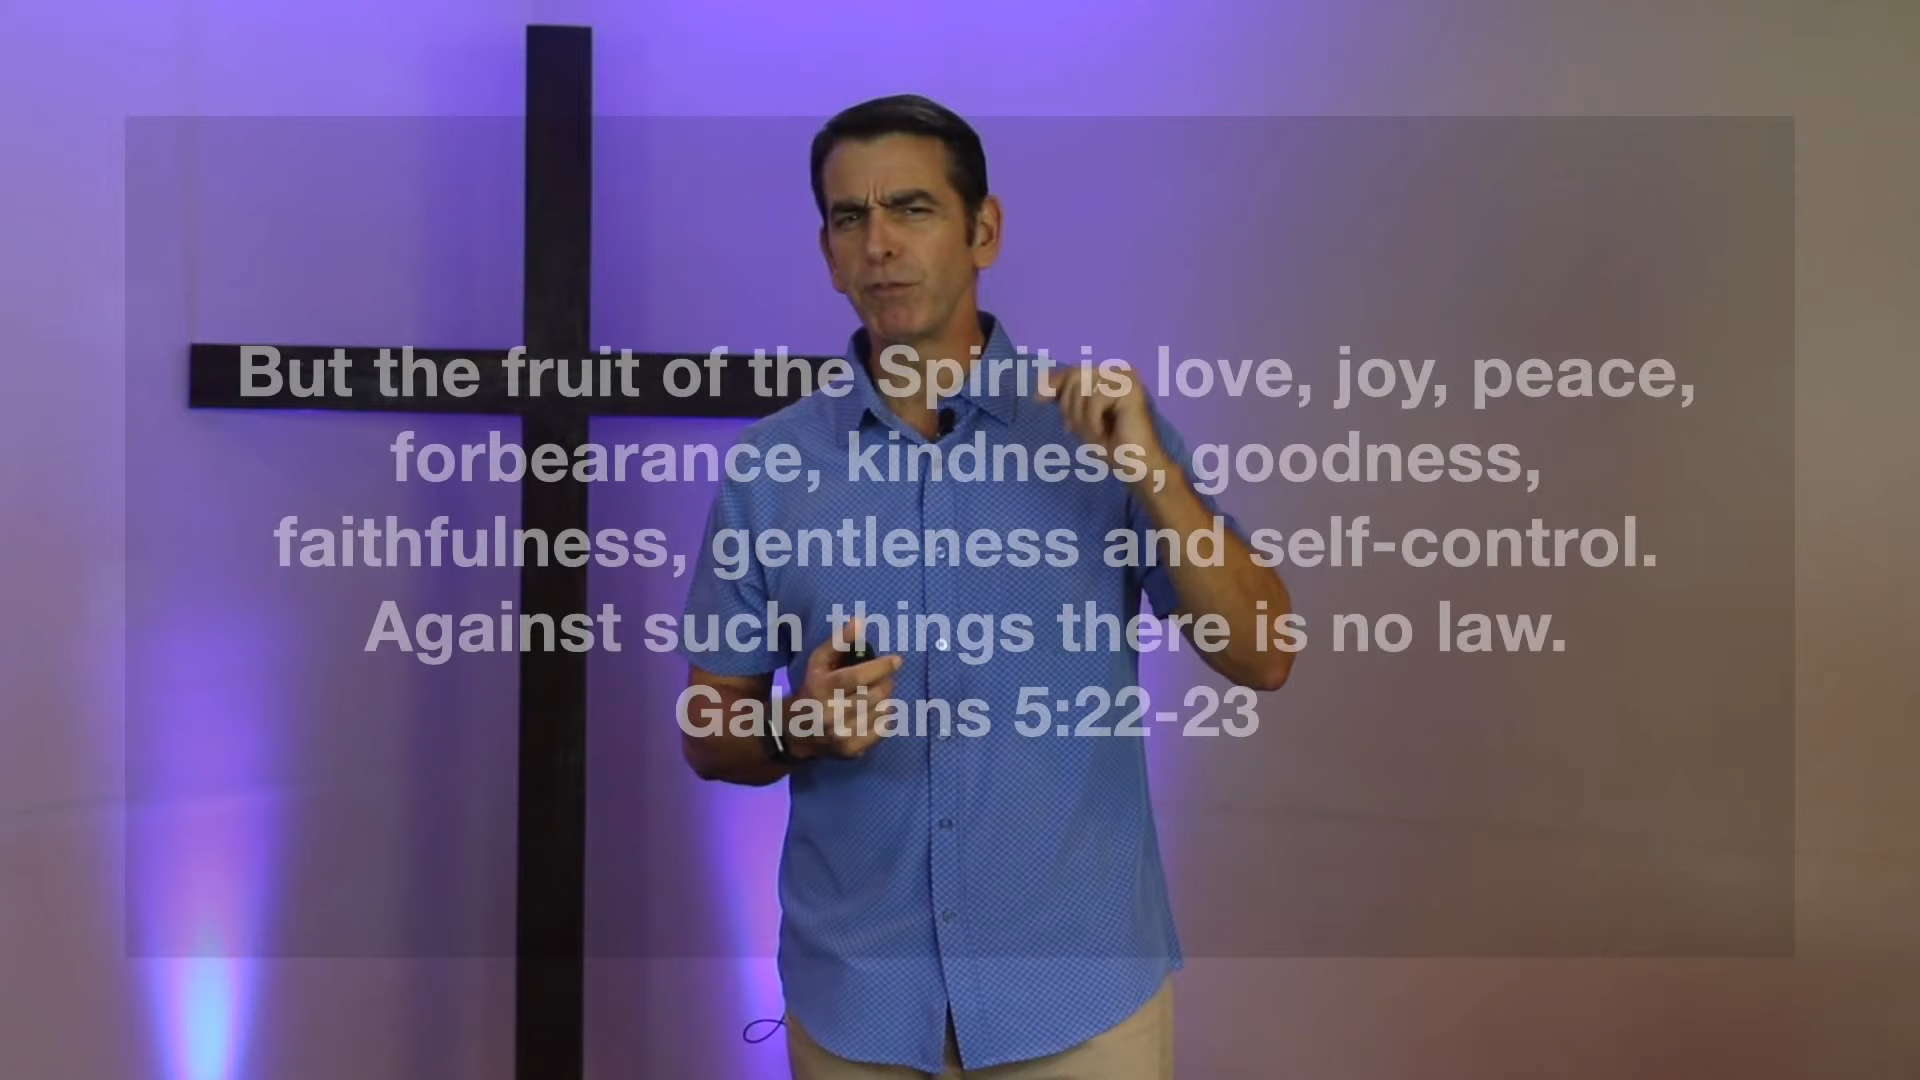 But the fruit of the Spirit is love, joy, peace,
forbearance, kindness, goodness,
faithfulness, gentleness and self-control.
Against such things there is no law.
Galatians 5:22-23